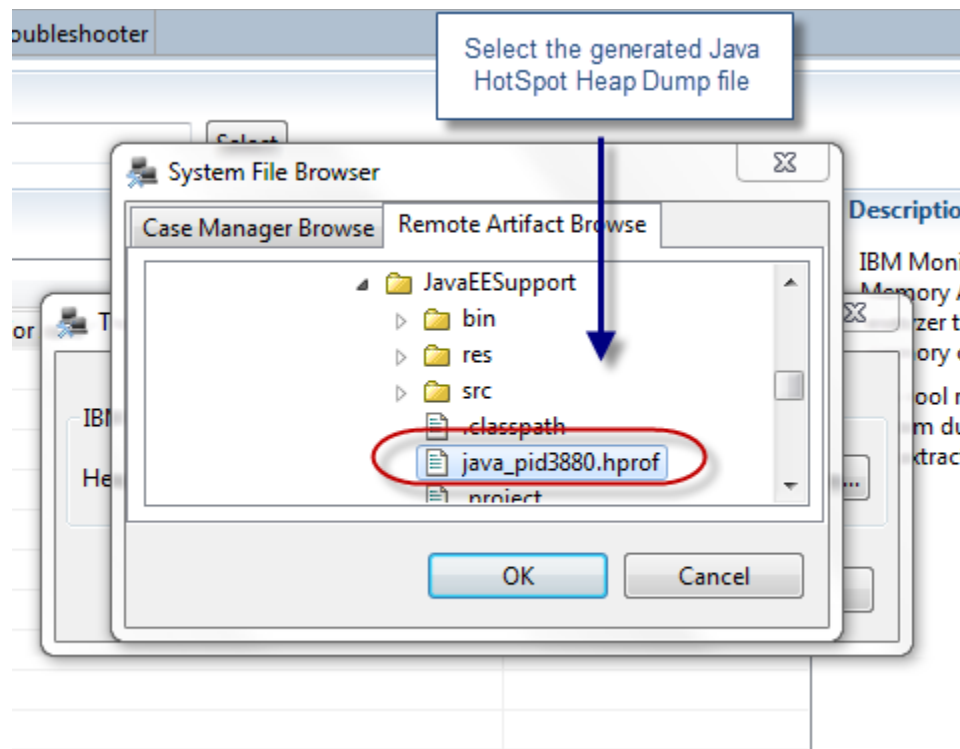 oubleshooter
Select the generated Java
HotSpot Heap Dump file
Select
System File Browser
Case Manager Browse
Remote Artifact Browse
JavaEESupport
bin
res
src
.classpath
java_pid3880.hprof
.project
OK
Cancel
Descriptio
IBM Moni
Memory A
zer t
ory
ool r
m du
xtrac
or
T
IBM
He
...